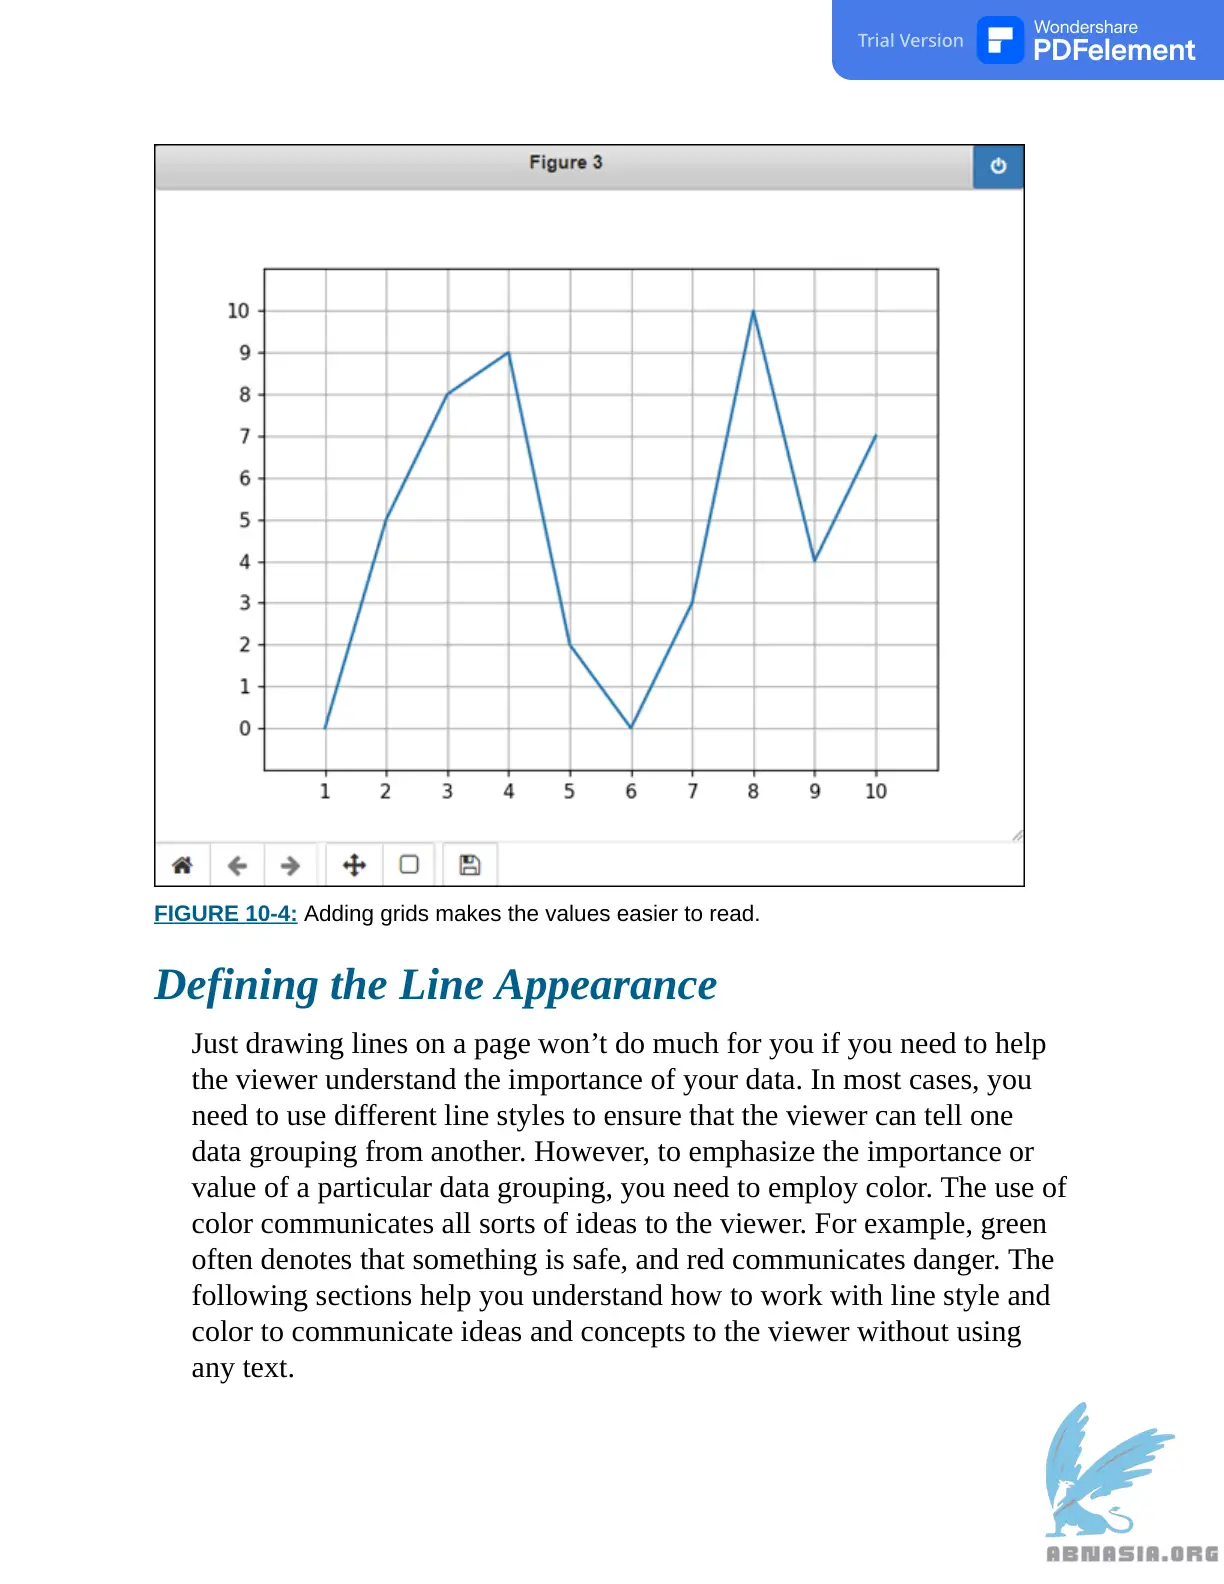 Trial Version
Wondershare
PDFelement
Figure 3
10
9
8
7
6
5
4
3
2
1
0
1 2 3 4 5 6 7 8 9 10
FIGURE 10-4: Adding grids makes the values easier to read.
Defining the Line Appearance
Just drawing lines on a page won’t do much for you if you need to help
the viewer understand the importance of your data. In most cases, you
need to use different line styles to ensure that the viewer can tell one
data grouping from another. However, to emphasize the importance or
value of a particular data grouping, you need to employ color. The use of
color communicates all sorts of ideas to the viewer. For example, green
often denotes that something is safe, and red communicates danger. The
following sections help you understand how to work with line style and
color to communicate ideas and concepts to the viewer without using
any text.
ABNASIA.ORG